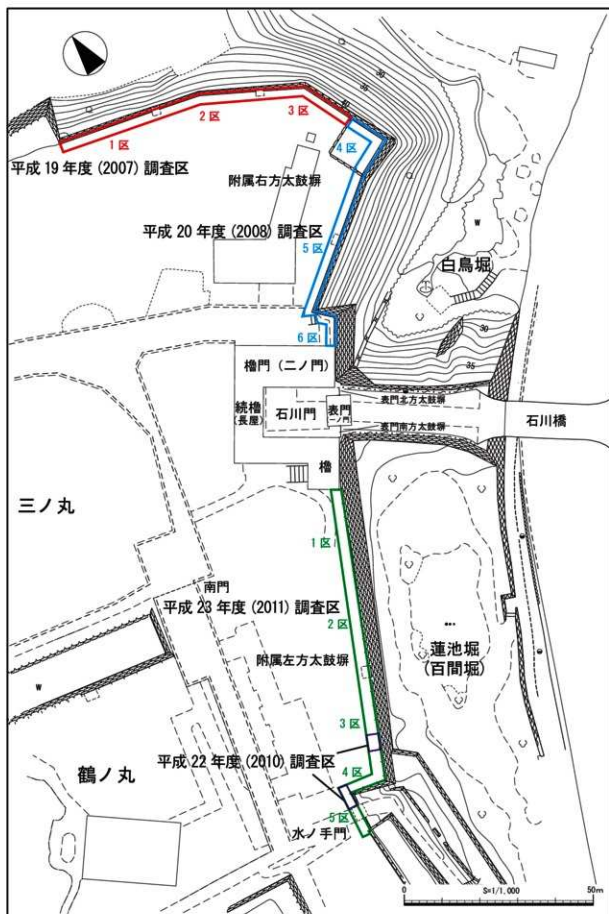 1区
2区
3区
4区
平成19年度(2007)調査区
附属右方太鼓塀
平成20年度(2008)調査区
5区
W
白鳥堀
6区
30
35
櫓門(二ノ門)
続櫓
(長屋)
石川門
表門
一ノ門
表門北方太鼓塀
表門南方太鼓塀
石川橋
櫓
三ノ丸
1区
南門
平成23年度(2011)調査区
2区
附属左方太鼓塀
蓮池堀
(百間堀)
W
3区
平成22年度(2010)調査区
4区
鶴ノ丸
5区
水ノ手門
S=1/1,000
0
50m